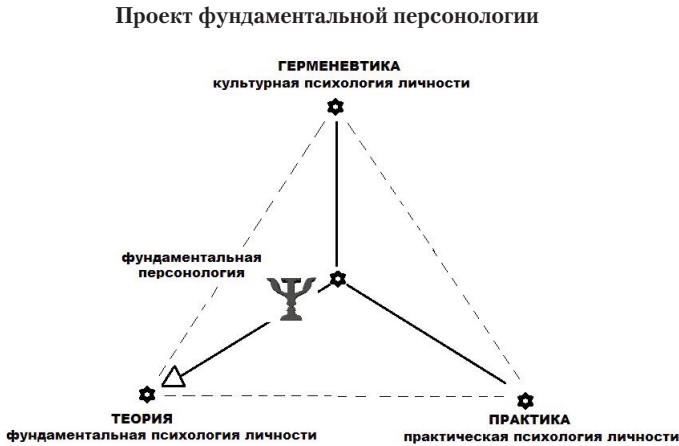 Проект фундаментальной персонологии
ГЕРМЕНЕВТИКА
культурная психология личности
фундаментальная
персонология
ТЕОРИЯ
фундаментальная психология личности
ПРАКТИКА
практическая психология личности